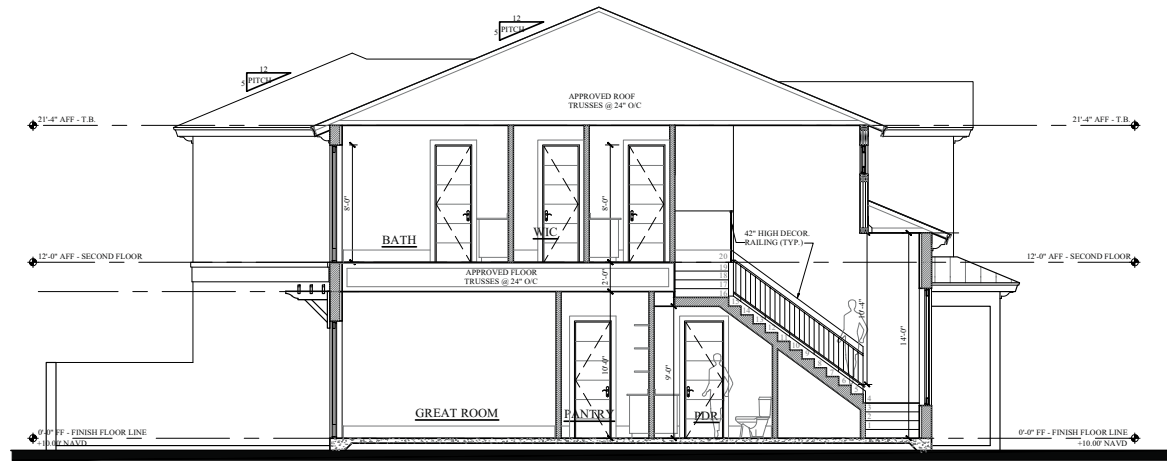 12
5 PITCH
12
5 PITCH
APPROVED ROOF
TRUSSES @ 24" O/C
21'-4" AFF - T.B.
21'-4" AFF - T.B.
8'-0"
8'-0"
BATH
WIC
42" HIGH DECOR.
RAILING (TYP.)
12'-0" AFF - SECOND FLOOR
12'-0" AFF - SECOND FLOOR
APPROVED FLOOR
TRUSSES @ 24" O/C
2'-0"
20
19
18
17
16
10'-4"
14'-0"
10'-0"
9'-0"
GREAT ROOM
PANTRY
PDR
4
3
2
1
0'-0" FF - FINISH FLOOR LINE
+10.00' NAVD
0'-0" FF - FINISH FLOOR LINE
+10.00' NAVD